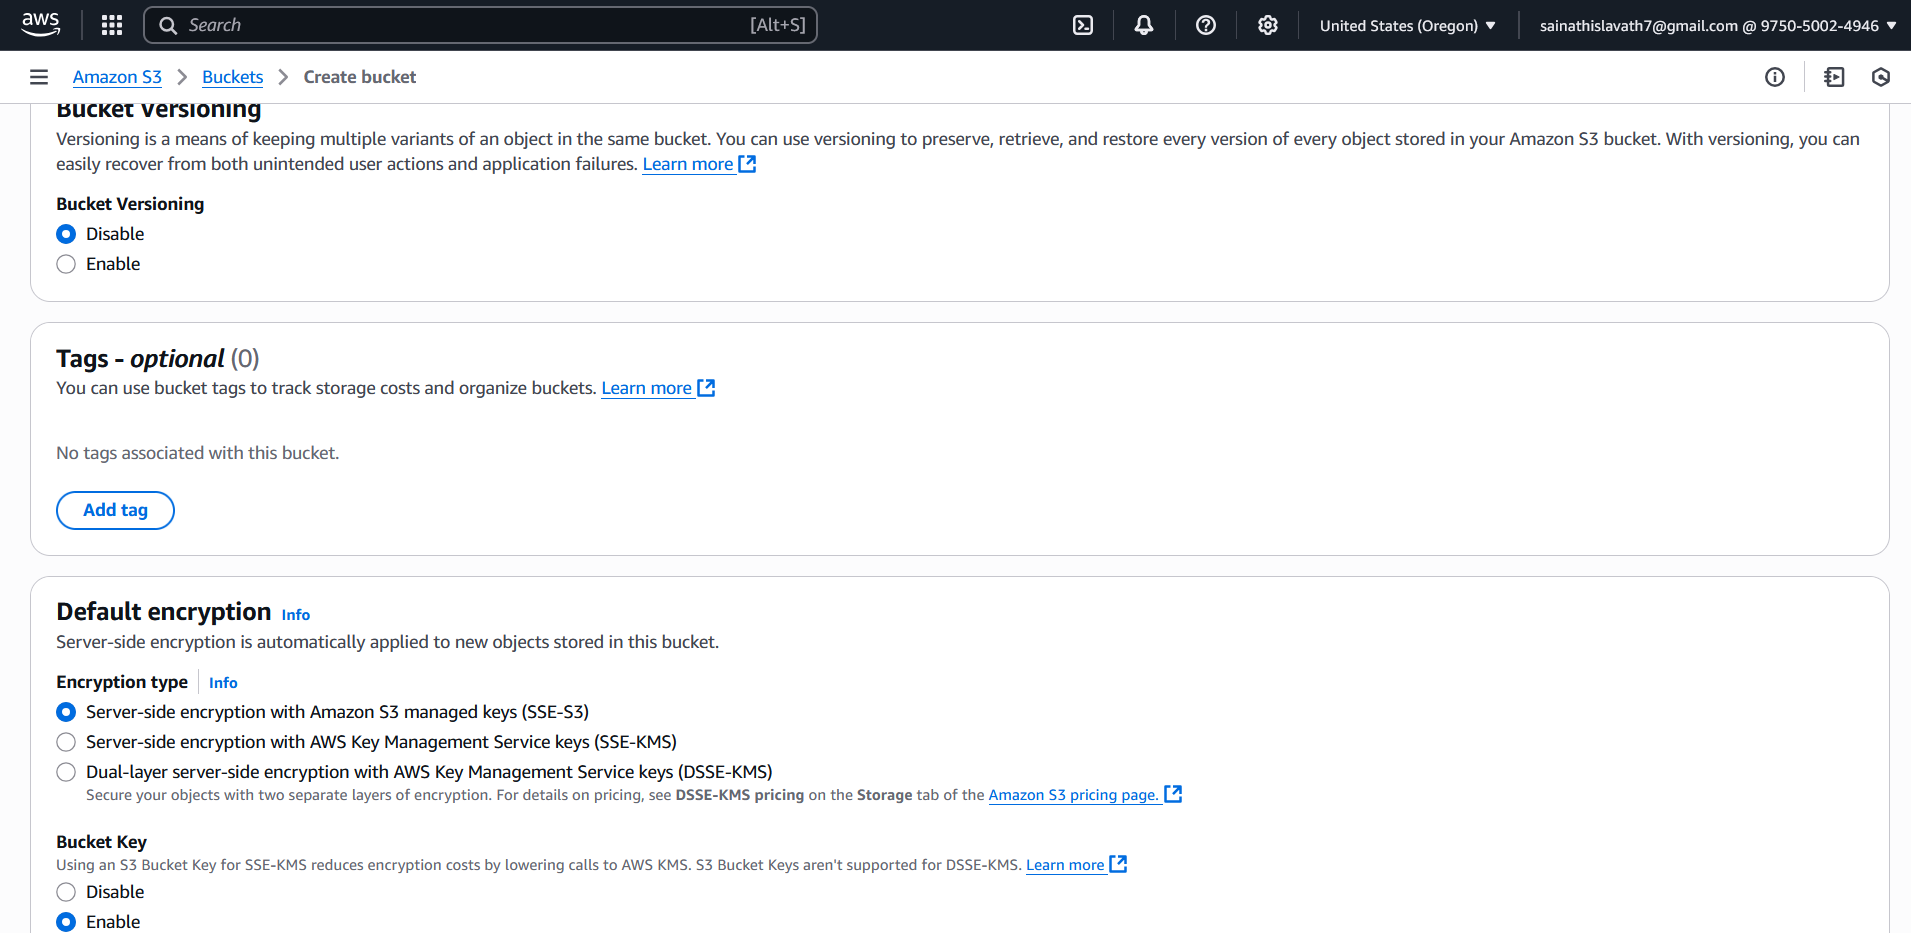 aws
Search
[Alt+S]
United States (Oregon)
sainathislavath7@gmail.com @ 9750-5002-4946
Amazon S3
Buckets
Create bucket
Bucket Versioning
Versioning is a means of keeping multiple variants of an object in the same bucket. You can use versioning to preserve, retrieve, and restore every version of every object stored in your Amazon S3 bucket. With versioning, you can
easily recover from both unintended user actions and application failures. Learn more
Bucket Versioning
Disable
Enable
Tags - optional (0)
You can use bucket tags to track storage costs and organize buckets. Learn more
No tags associated with this bucket.
Add tag
Default encryption Info
Server-side encryption is automatically applied to new objects stored in this bucket.
Encryption type Info
Server-side encryption with Amazon S3 managed keys (SSE-S3)
Server-side encryption with AWS Key Management Service keys (SSE-KMS)
Dual-layer server-side encryption with AWS Key Management Service keys (DSSE-KMS)
Secure your objects with two separate layers of encryption. For details on pricing, see DSSE-KMS pricing on the Storage tab of the Amazon S3 pricing page.
Bucket Key
Using an S3 Bucket Key for SSE-KMS reduces encryption costs by lowering calls to AWS KMS. S3 Bucket Keys aren't supported for DSSE-KMS. Learn more
Disable
Enable